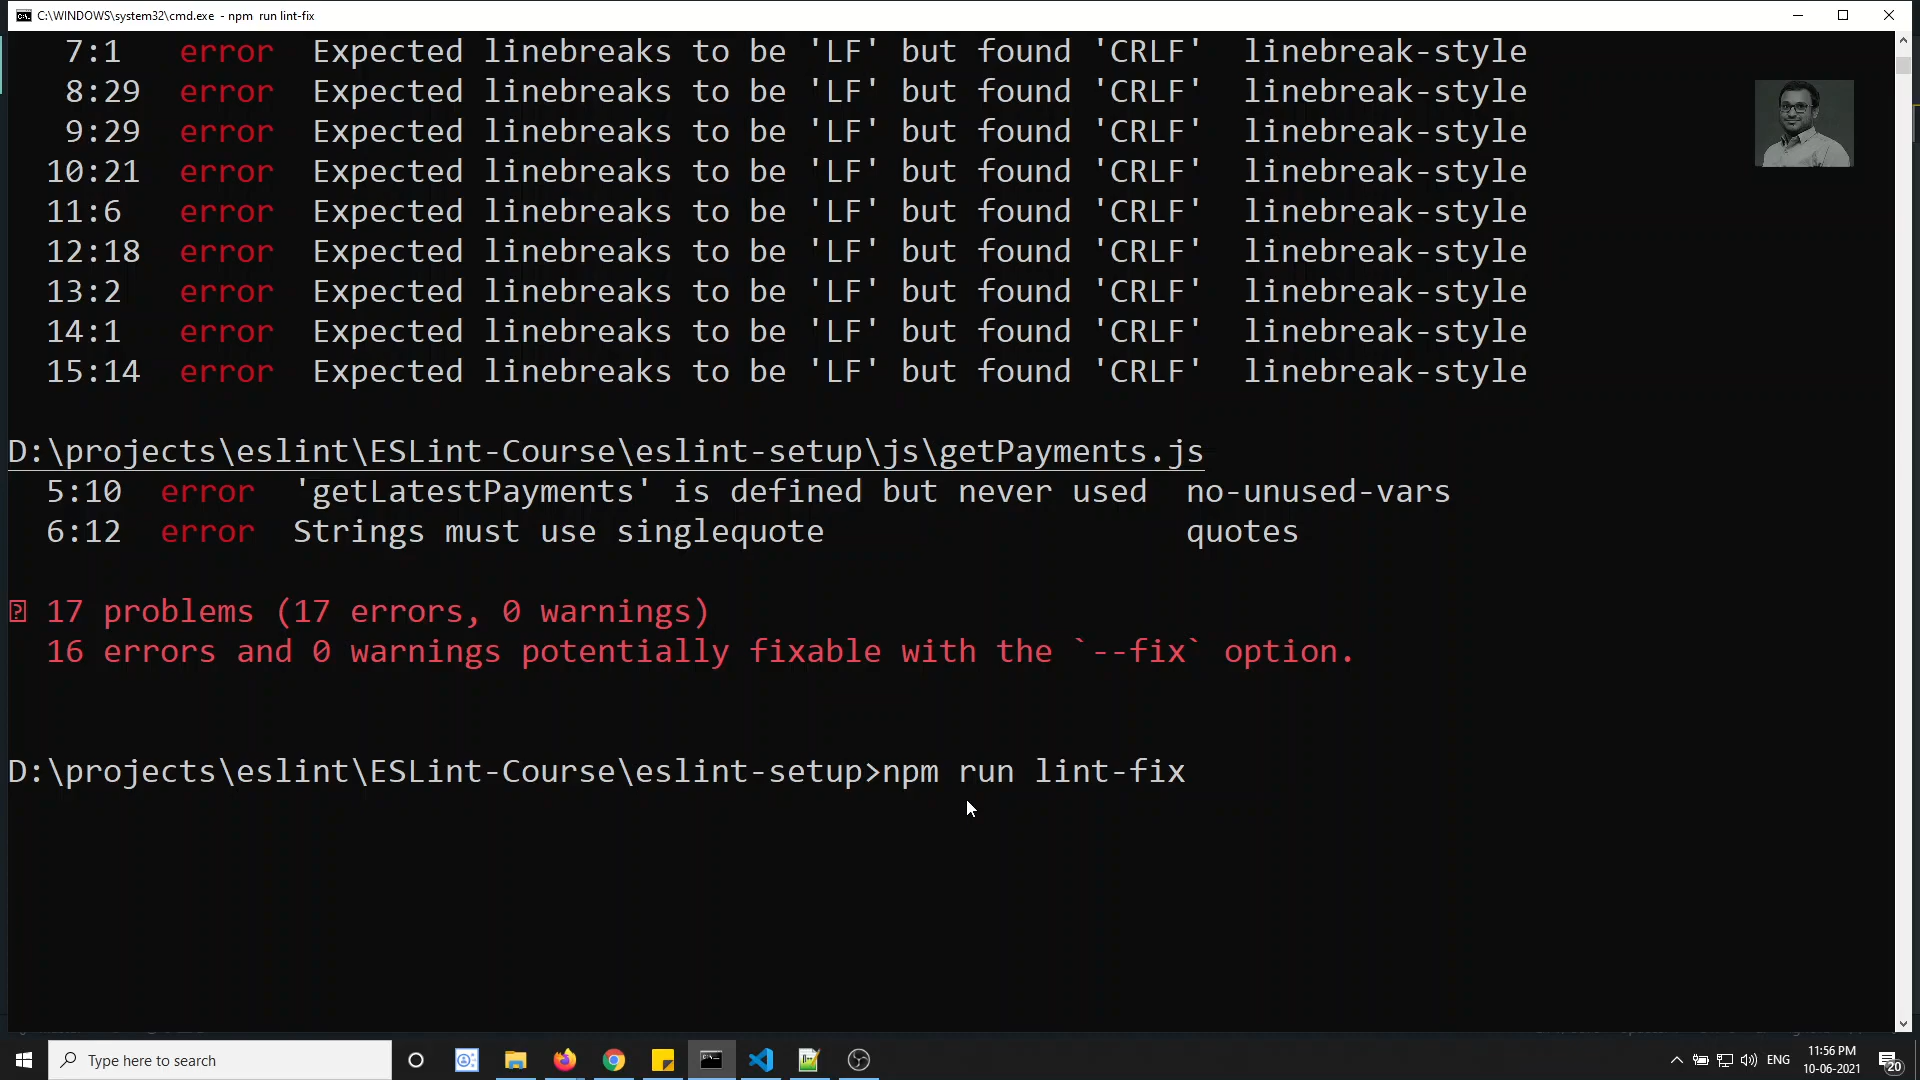 C:\WINDOWS\system32\cmd.exe - npm run lint-fix
7:1 error Expected linebreaks to be 'LF' but found 'CRLF' linebreak-style
8:29 error Expected linebreaks to be 'LF' but found 'CRLF' linebreak-style
9:29 error Expected linebreaks to be 'LF' but found 'CRLF' linebreak-style
10:21 error Expected linebreaks to be 'LF' but found 'CRLF' linebreak-style
11:6 error Expected linebreaks to be 'LF' but found 'CRLF' linebreak-style
12:18 error Expected linebreaks to be 'LF' but found 'CRLF' linebreak-style
13:2 error Expected linebreaks to be 'LF' but found 'CRLF' linebreak-style
14:1 error Expected linebreaks to be 'LF' but found 'CRLF' linebreak-style
15:14 error Expected linebreaks to be 'LF' but found 'CRLF' linebreak-style
D:\projects\eslint\ESLint-Course\eslint-setup\js\getPayments.js
5:10 error 'getLatestPayments' is defined but never used no-unused-vars
6:12 error Strings must use singlequote quotes
17 problems (17 errors, 0 warnings)
16 errors and 0 warnings potentially fixable with the `--fix` option.
D:\projects\eslint\ESLint-Course\eslint-setup>npm run lint-fix
Type here to search
ENG
11:56 PM
10-06-2021
20